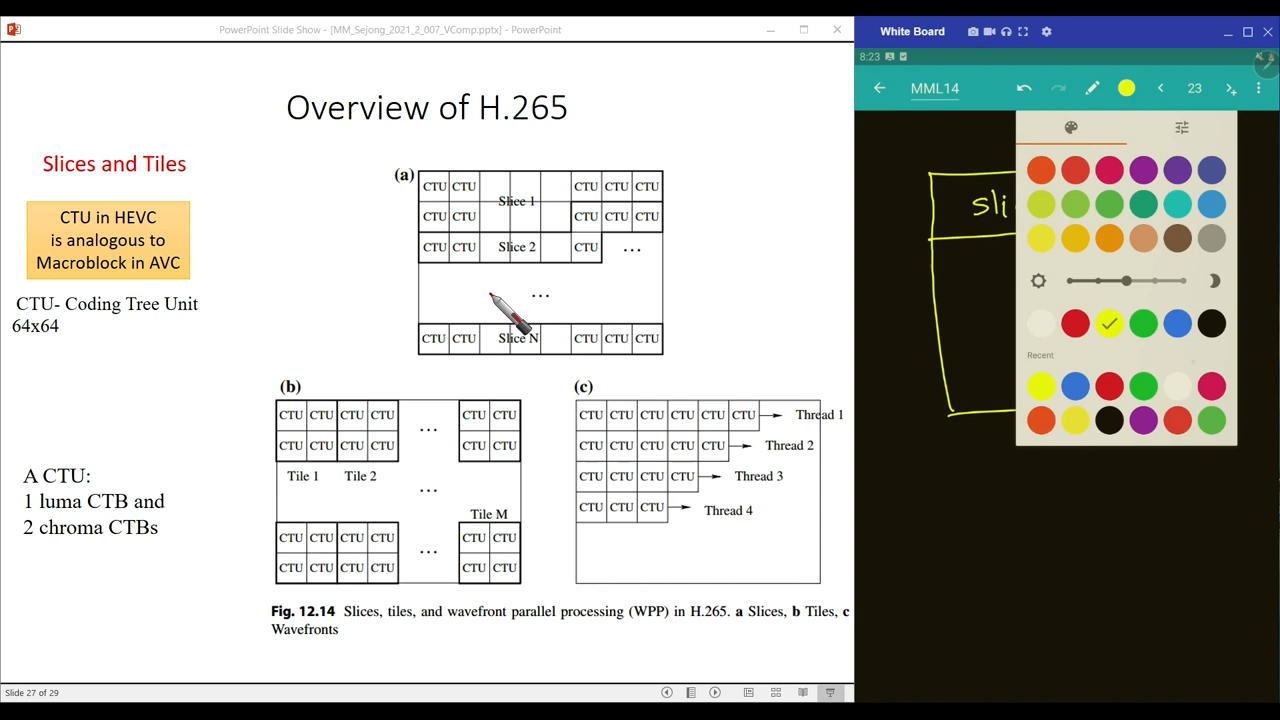 PowerPoint Slide Show - [MM_Sejong_2021_2_007_VComp.pptx] - PowerPoint
Overview of H.265
Slices and Tiles
CTU in HEVC
is analogous to
Macroblock in AVC
CTU- Coding Tree Unit
64x64
A CTU:
1 luma CTB and
2 chroma CTBs
(a)
CTU CTU CTU CTU CTU
Slice 1
CTU CTU CTU CTU CTU
CTU CTU Slice 2 CTU ...
...
CTU CTU Slice N CTU CTU CTU
(b)
CTU CTU CTU CTU ... CTU CTU
CTU CTU CTU CTU CTU CTU
Tile 1 Tile 2
...
Tile M
CTU CTU CTU CTU ... CTU CTU
CTU CTU CTU CTU CTU CTU
(c)
CTU CTU CTU CTU CTU CTU Thread 1
CTU CTU CTU CTU CTU Thread 2
CTU CTU CTU CTU Thread 3
CTU CTU CTU Thread 4
Fig. 12.14 Slices, tiles, and wavefront parallel processing (WPP) in H.265. a Slices, b Tiles, c
Wavefronts
Slide 27 of 29
White Board
8:23
MML14
23
sli
Recent